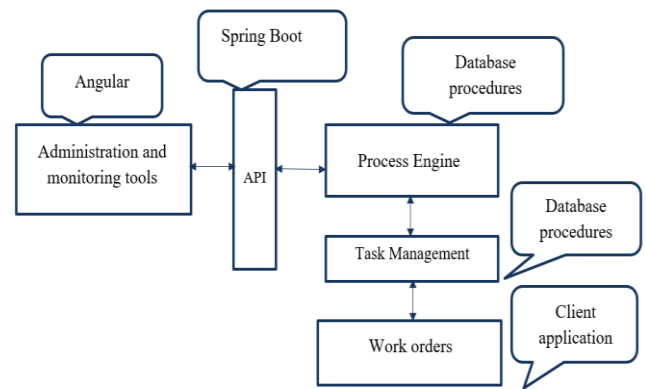 Spring Boot
Angular
Database
procedures
Administration and
monitoring tools
API
Process Engine
Database
procedures
Task Management
Client
application
Work orders